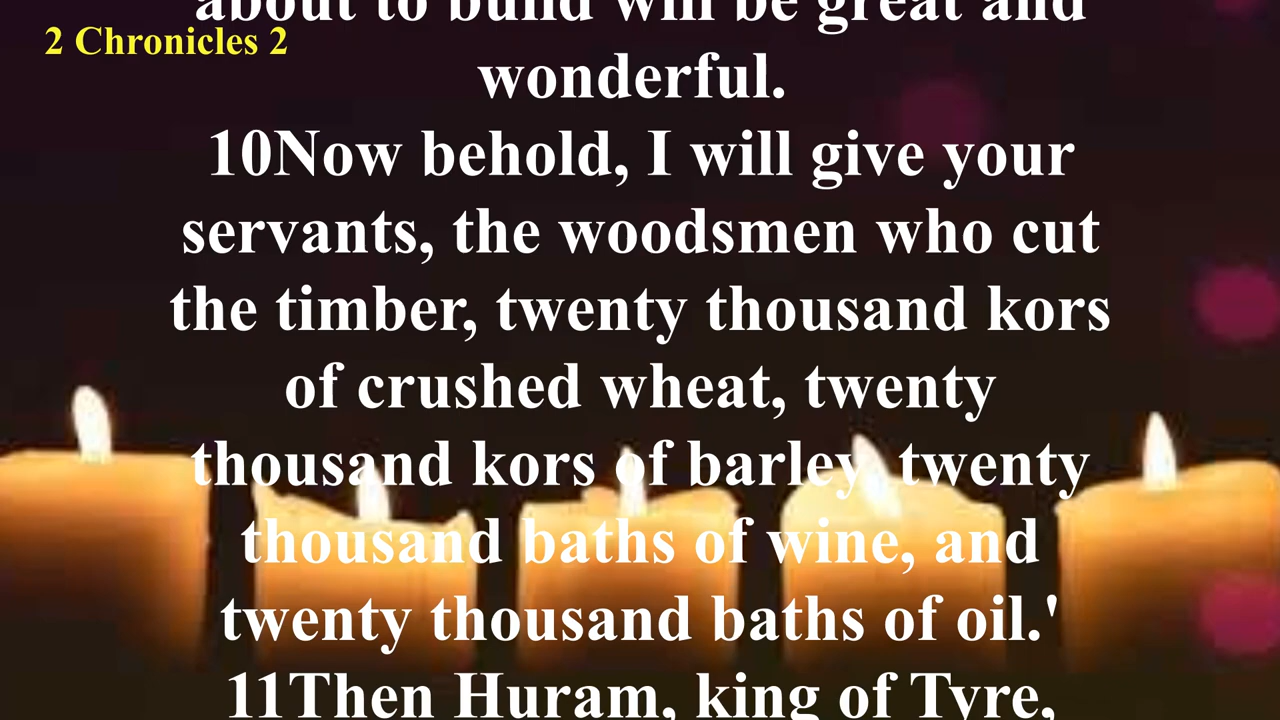 about to build will be great and
2 Chronicles 2
wonderful.
10Now behold, I will give your
servants, the woodsmen who cut
the timber, twenty thousand kors
of crushed wheat, twenty
thousand kors of barley, twenty
thousand baths of wine, and
twenty thousand baths of oil.'
11Then Huram, king of Tyre,